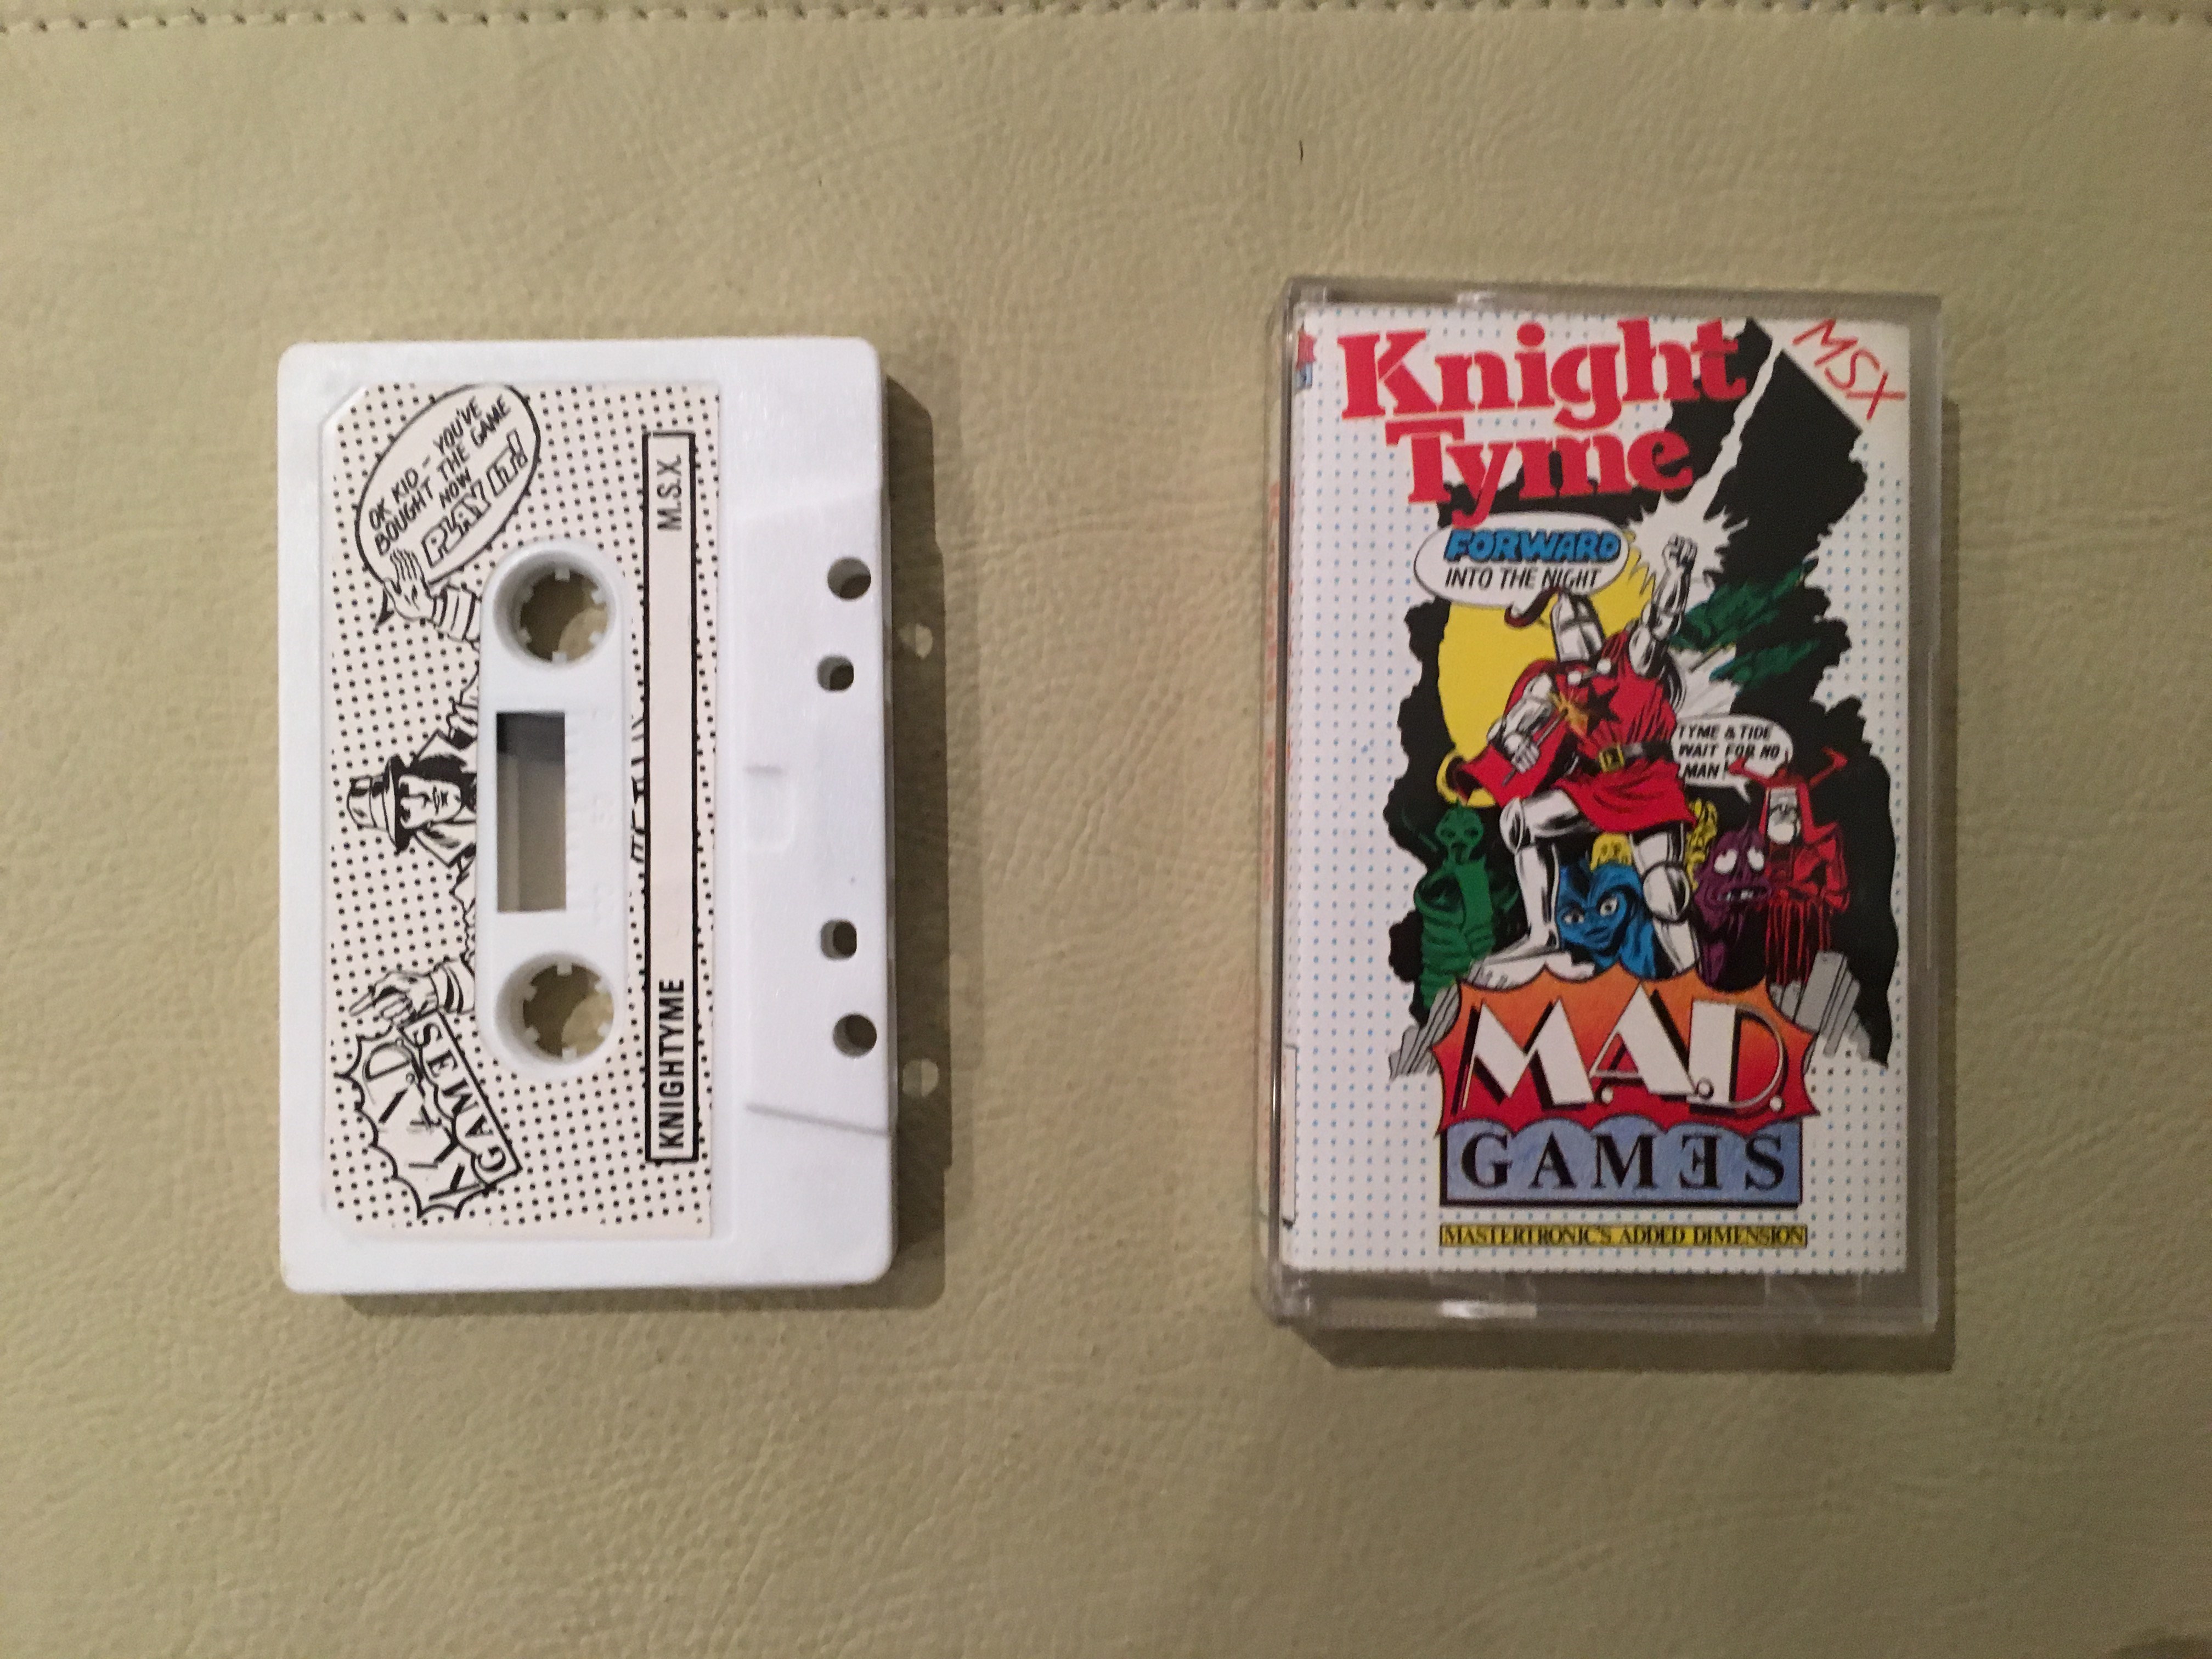 OK KID - YOU'VE
BOUGHT THE GAME
NOW
PLAY IT!
M.A.D
GAMES
KNIGHTYME
M.S.X.
Knight
Tyme
MSX
FORWARD
INTO THE NIGHT
TYME & TIDE
WAIT FOR NO
MAN!
M.A.D.
GAMES
MASTERTRONIC'S ADDED DIMENSION